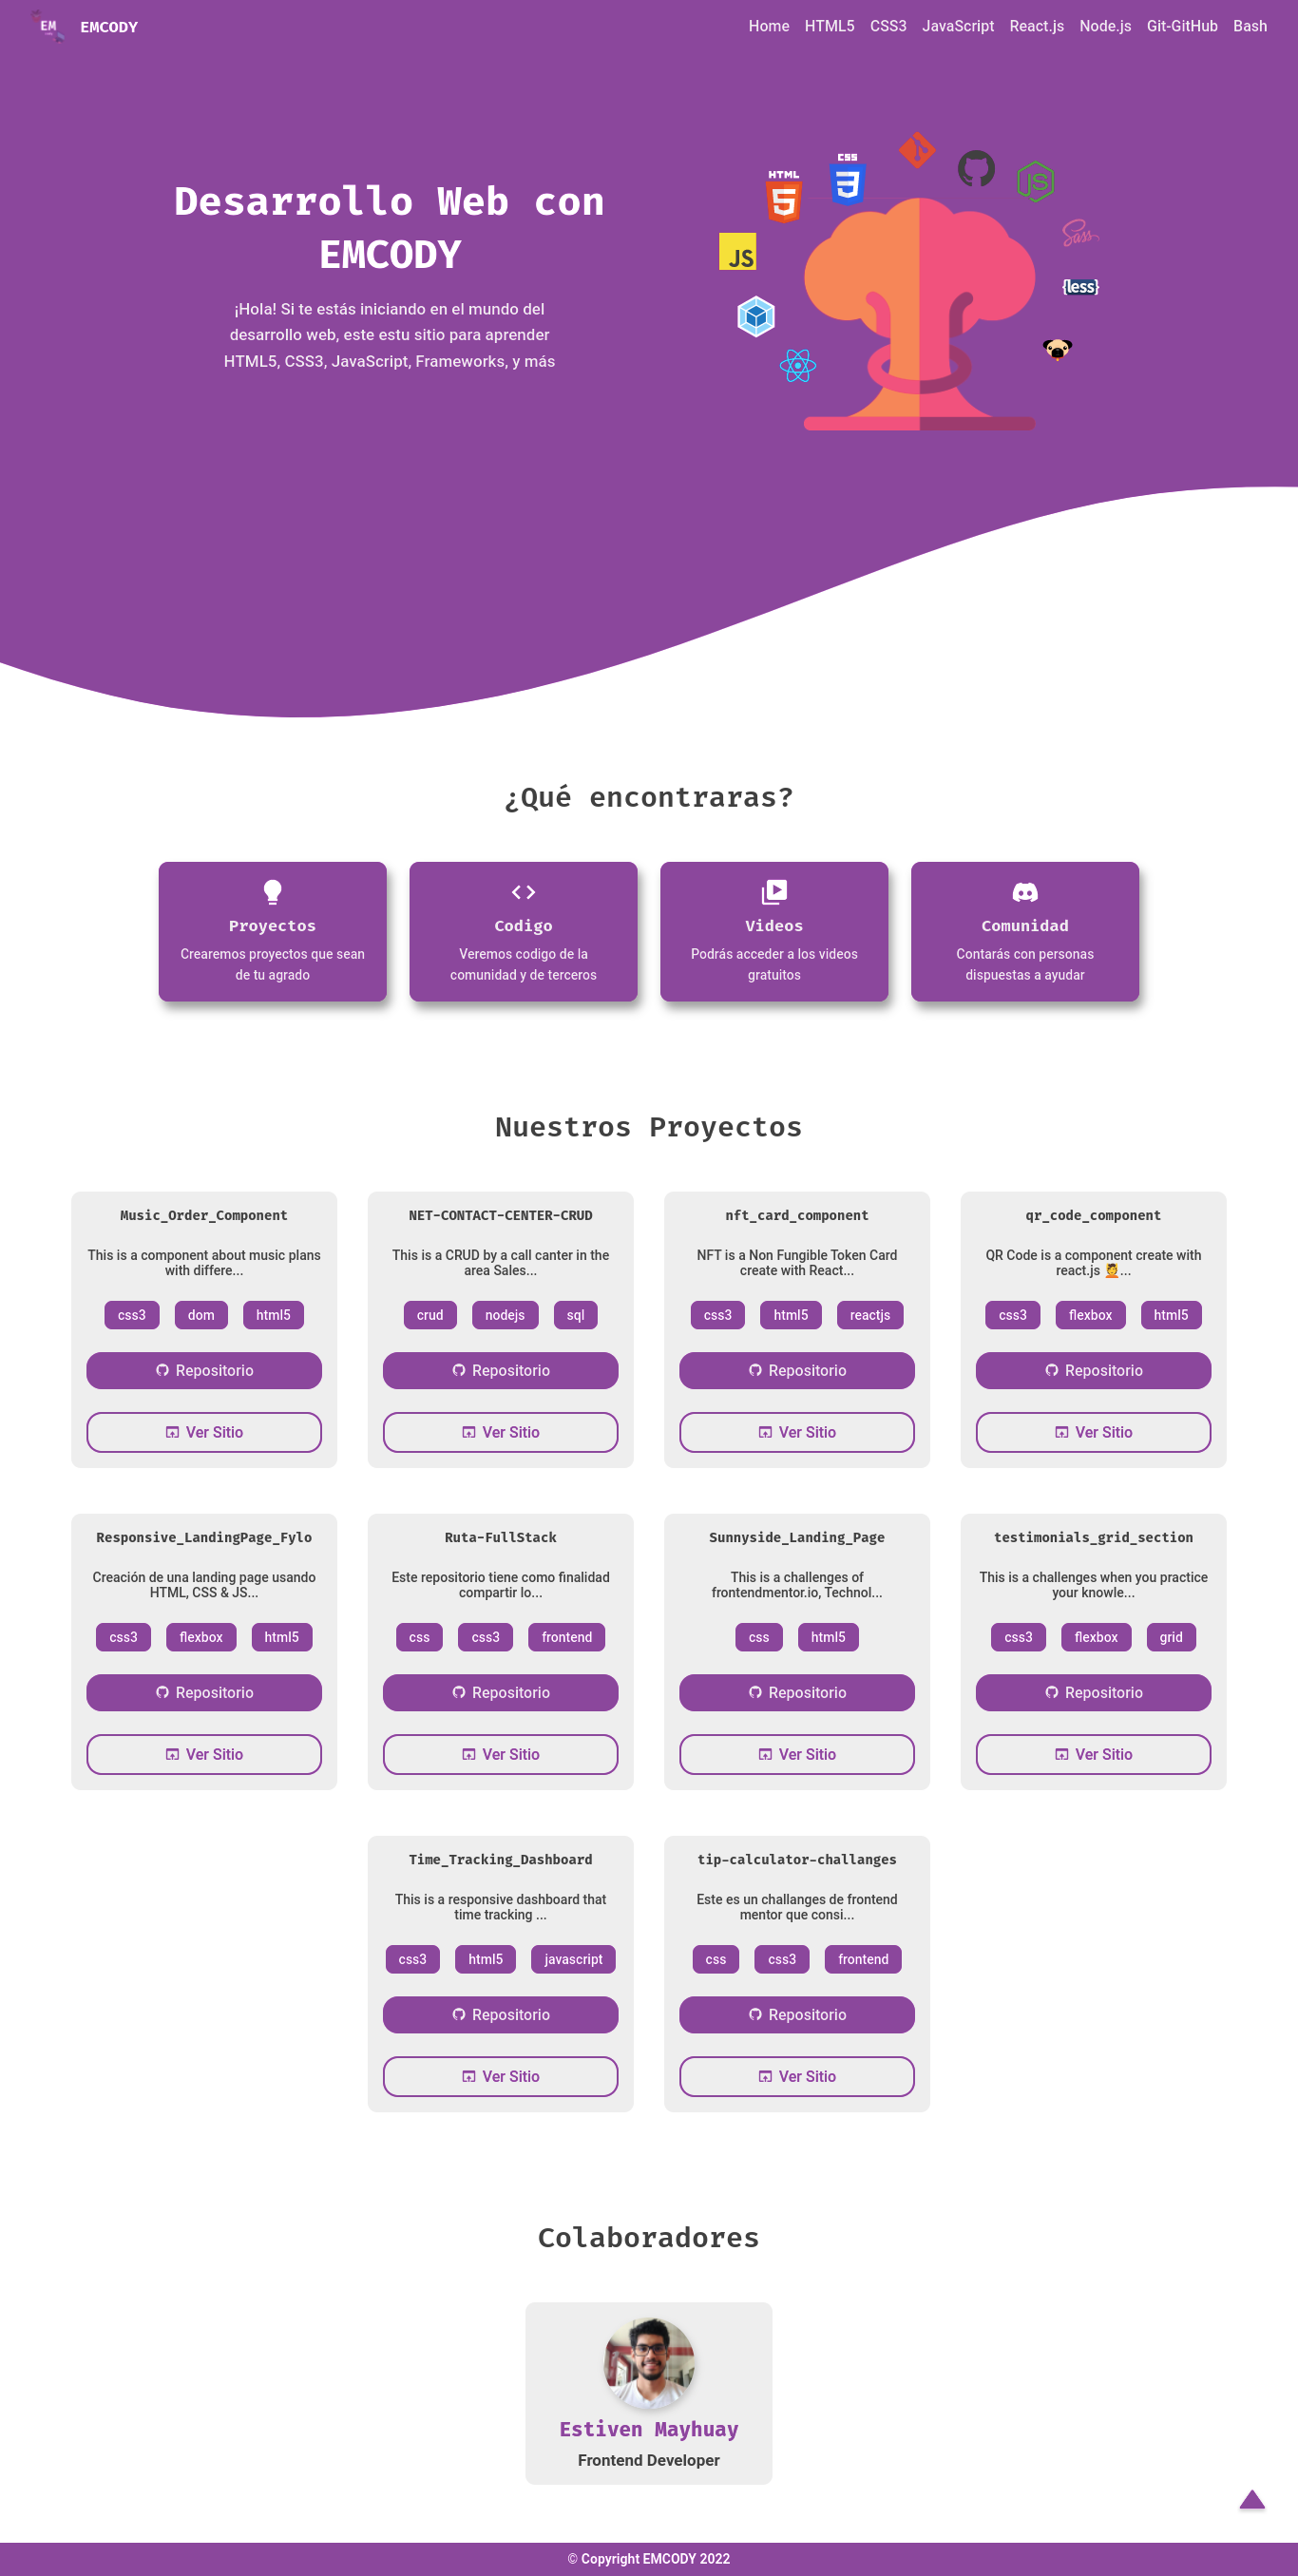 EM
EMCODY
Home HTML5 CSS3 JavaScript React.js Node.js Git-GitHub Bash
Desarrollo Web con
EMCODY
¡Hola! Si te estás iniciando en el mundo del
desarrollo web, este estu sitio para aprender
HTML5, CSS3, JavaScript, Frameworks, y más
HTML
5
CSS
3
JS
JS
Sass
{less}
¿Qué encontraras?
Proyectos
Crearemos proyectos que sean
de tu agrado
Codigo
Veremos codigo de la
comunidad y de terceros
Videos
Podrás acceder a los videos
gratuitos
Comunidad
Contarás con personas
dispuestas a ayudar
Nuestros Proyectos
Music_Order_Component
This is a component about music plans
with differe...
css3 dom html5
Repositorio
Ver Sitio
NET-CONTACT-CENTER-CRUD
This is a CRUD by a call canter in the
area Sales...
crud nodejs sql
Repositorio
Ver Sitio
nft_card_component
NFT is a Non Fungible Token Card
create with React...
css3 html5 reactjs
Repositorio
Ver Sitio
qr_code_component
QR Code is a component create with
react.js 💆...
css3 flexbox html5
Repositorio
Ver Sitio
Responsive_LandingPage_Fylo
Creación de una landing page usando
HTML, CSS & JS...
css3 flexbox html5
Repositorio
Ver Sitio
Ruta-FullStack
Este repositorio tiene como finalidad
compartir lo...
css css3 frontend
Repositorio
Ver Sitio
Sunnyside_Landing_Page
This is a challenges of
frontendmentor.io, Technol...
css html5
Repositorio
Ver Sitio
testimonials_grid_section
This is a challenges when you practice
your knowle...
css3 flexbox grid
Repositorio
Ver Sitio
Time_Tracking_Dashboard
This is a responsive dashboard that
time tracking ...
css3 html5 javascript
Repositorio
Ver Sitio
tip-calculator-challanges
Este es un challanges de frontend
mentor que consi...
css css3 frontend
Repositorio
Ver Sitio
Colaboradores
Estiven Mayhuay
Frontend Developer
© Copyright EMCODY 2022